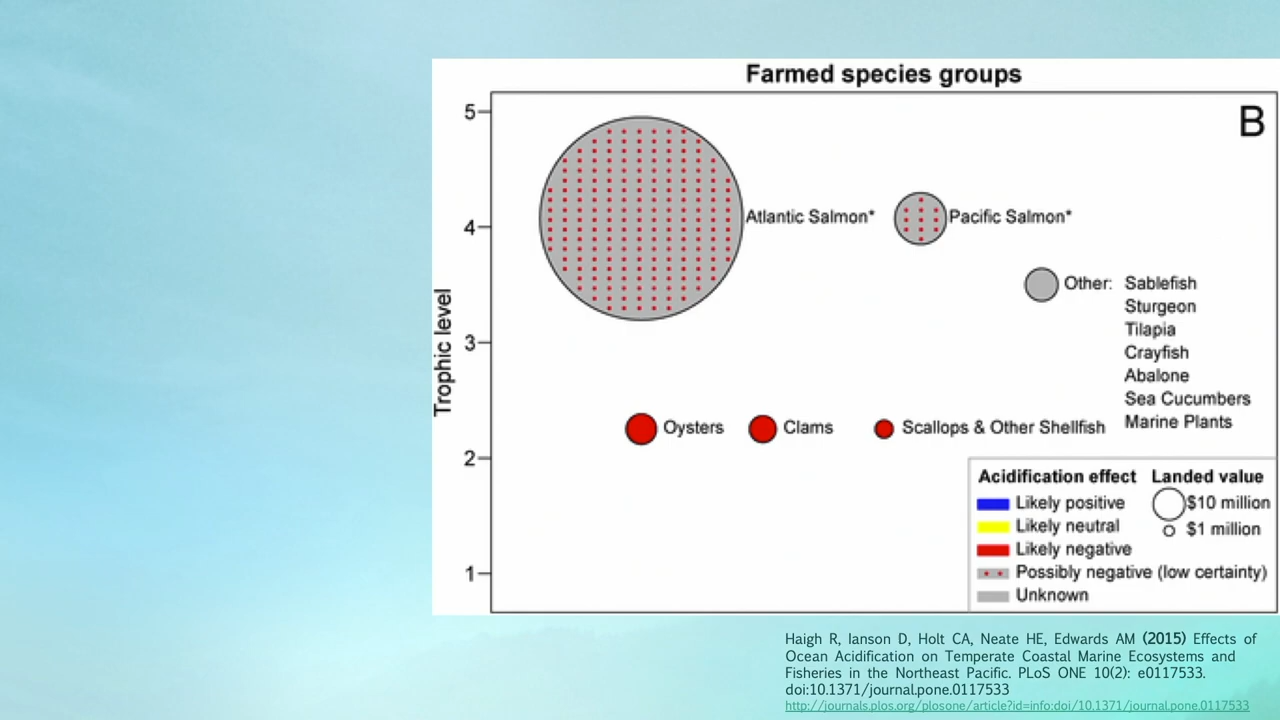 Farmed species groups
B
5
4
3
2
1
Trophic level
Atlantic Salmon*
Pacific Salmon*
Other: Sablefish
Sturgeon
Tilapia
Crayfish
Abalone
Sea Cucumbers
Marine Plants
Oysters
Clams
Scallops & Other Shellfish
Acidification effect
Likely positive
Likely neutral
Likely negative
Possibly negative (low certainty)
Unknown
Landed value
$10 million
$1 million
Haigh R, Ianson D, Holt CA, Neate HE, Edwards AM (2015) Effects of
Ocean Acidification on Temperate Coastal Marine Ecosystems and
Fisheries in the Northeast Pacific. PLoS ONE 10(2): e0117533.
doi:10.1371/journal.pone.0117533
http://journals.plos.org/plosone/article?id=info:doi/10.1371/journal.pone.0117533